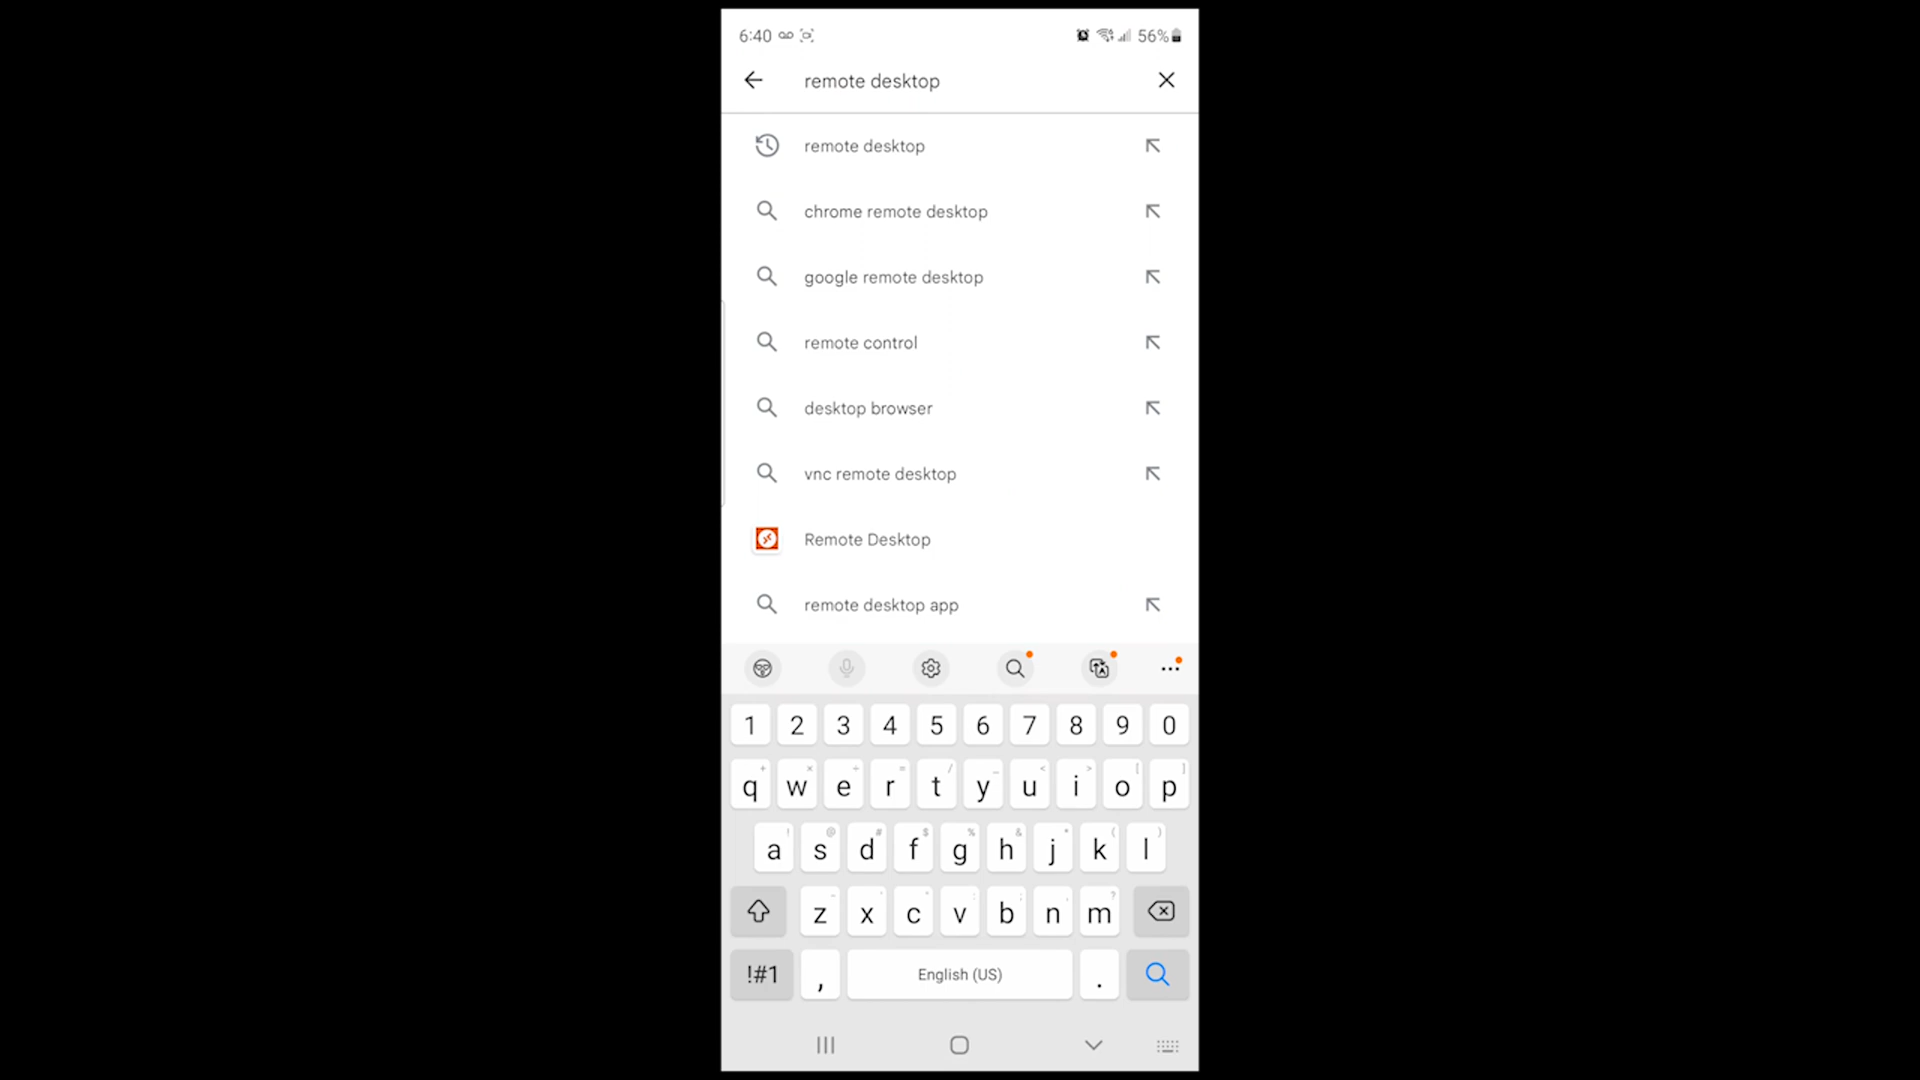 6:40 56%
remote desktop
remote desktop
chrome remote desktop
google remote desktop
remote control
desktop browser
vnc remote desktop
Remote Desktop
remote desktop app
1 2 3 4 5 6 7 8 9 0
q w e r t y u i o p
a s d f g h j k l
z x c v b n m
!#1 , English (US) .